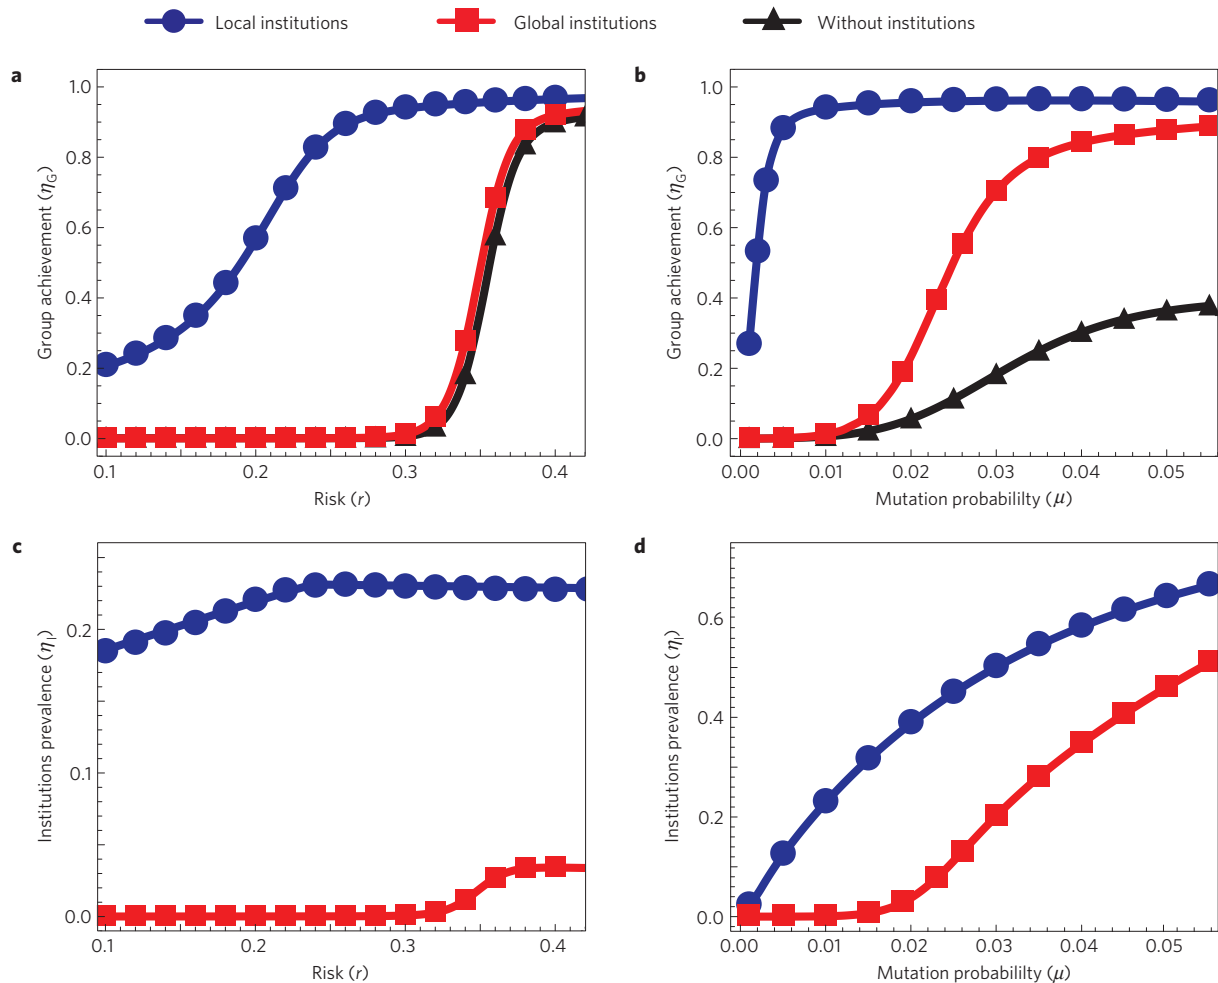 Local institutions Global institutions Without institutions
a
1.0
0.8
0.6
0.4
0.2
0.0
Group achievement (ηG)
0.1 0.2 0.3 0.4
Risk (r)
b
1.0
0.8
0.6
0.4
0.2
0.0
Group achievement (ηG)
0.00 0.01 0.02 0.03 0.04 0.05
Mutation probabililty (μ)
c
0.2
0.1
0.0
Institutions prevalence (ηI)
0.1 0.2 0.3 0.4
Risk (r)
d
0.6
0.4
0.2
0.0
Institutions prevalence (ηI)
0.00 0.01 0.02 0.03 0.04 0.05
Mutation probabililty (μ)